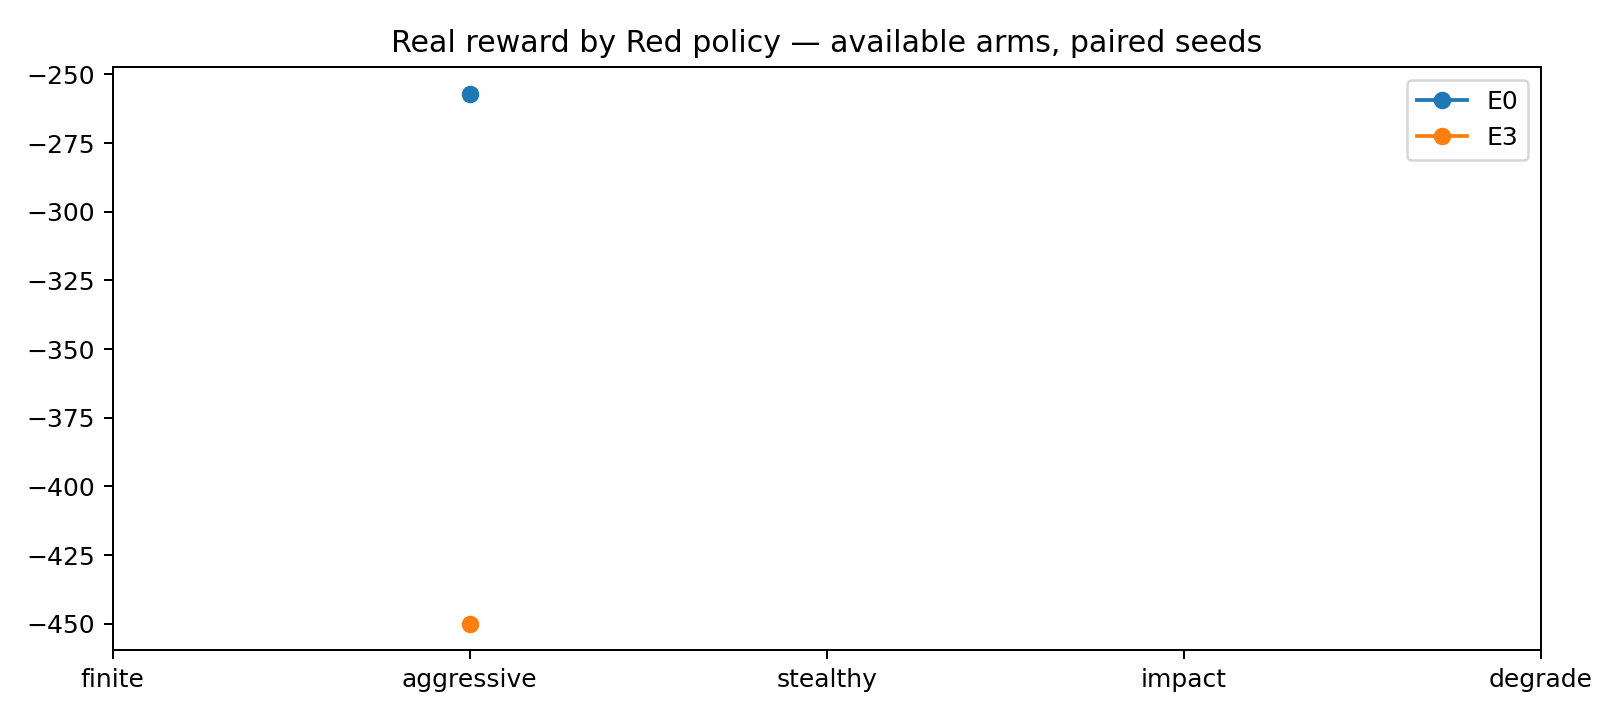 Real reward by Red policy — available arms, paired seeds
−250
−275
−300
−325
−350
−375
−400
−425
−450
E0
E3
finite
aggressive
stealthy
impact
degrade